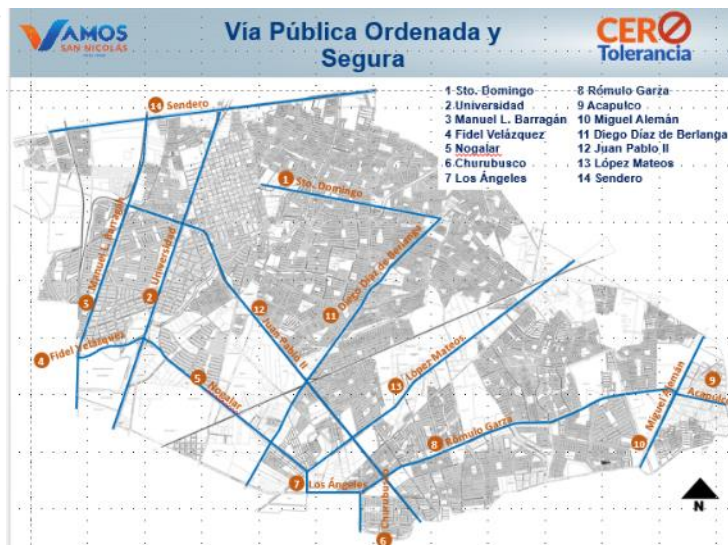 VAMOS
SAN NICOLÁS
Vía Pública Ordenada y
Segura
CERO
Tolerancia
1 Sto. Domingo
2 Universidad
3 Manuel L. Barragán
4 Fidel Velázquez
5 Nogalar
6 Churubusco
7 Los Ángeles
8 Rómulo Garza
9 Acapulco
10 Miguel Alemán
11 Diego Díaz de Berlanga
12 Juan Pablo II
13 López Mateos
14 Sendero
14 Sendero
1 Sto. Domingo
3 Manuel L. Barragán
2 Universidad
11 Diego Díaz de Berlanga
12 Juan Pablo II
4 Fidel Velázquez
5 Nogalar
13 López Mateos
8 Rómulo Garza
10 Miguel Alemán
9 Acapulco
7 Los Ángeles
6 Churubusco
N